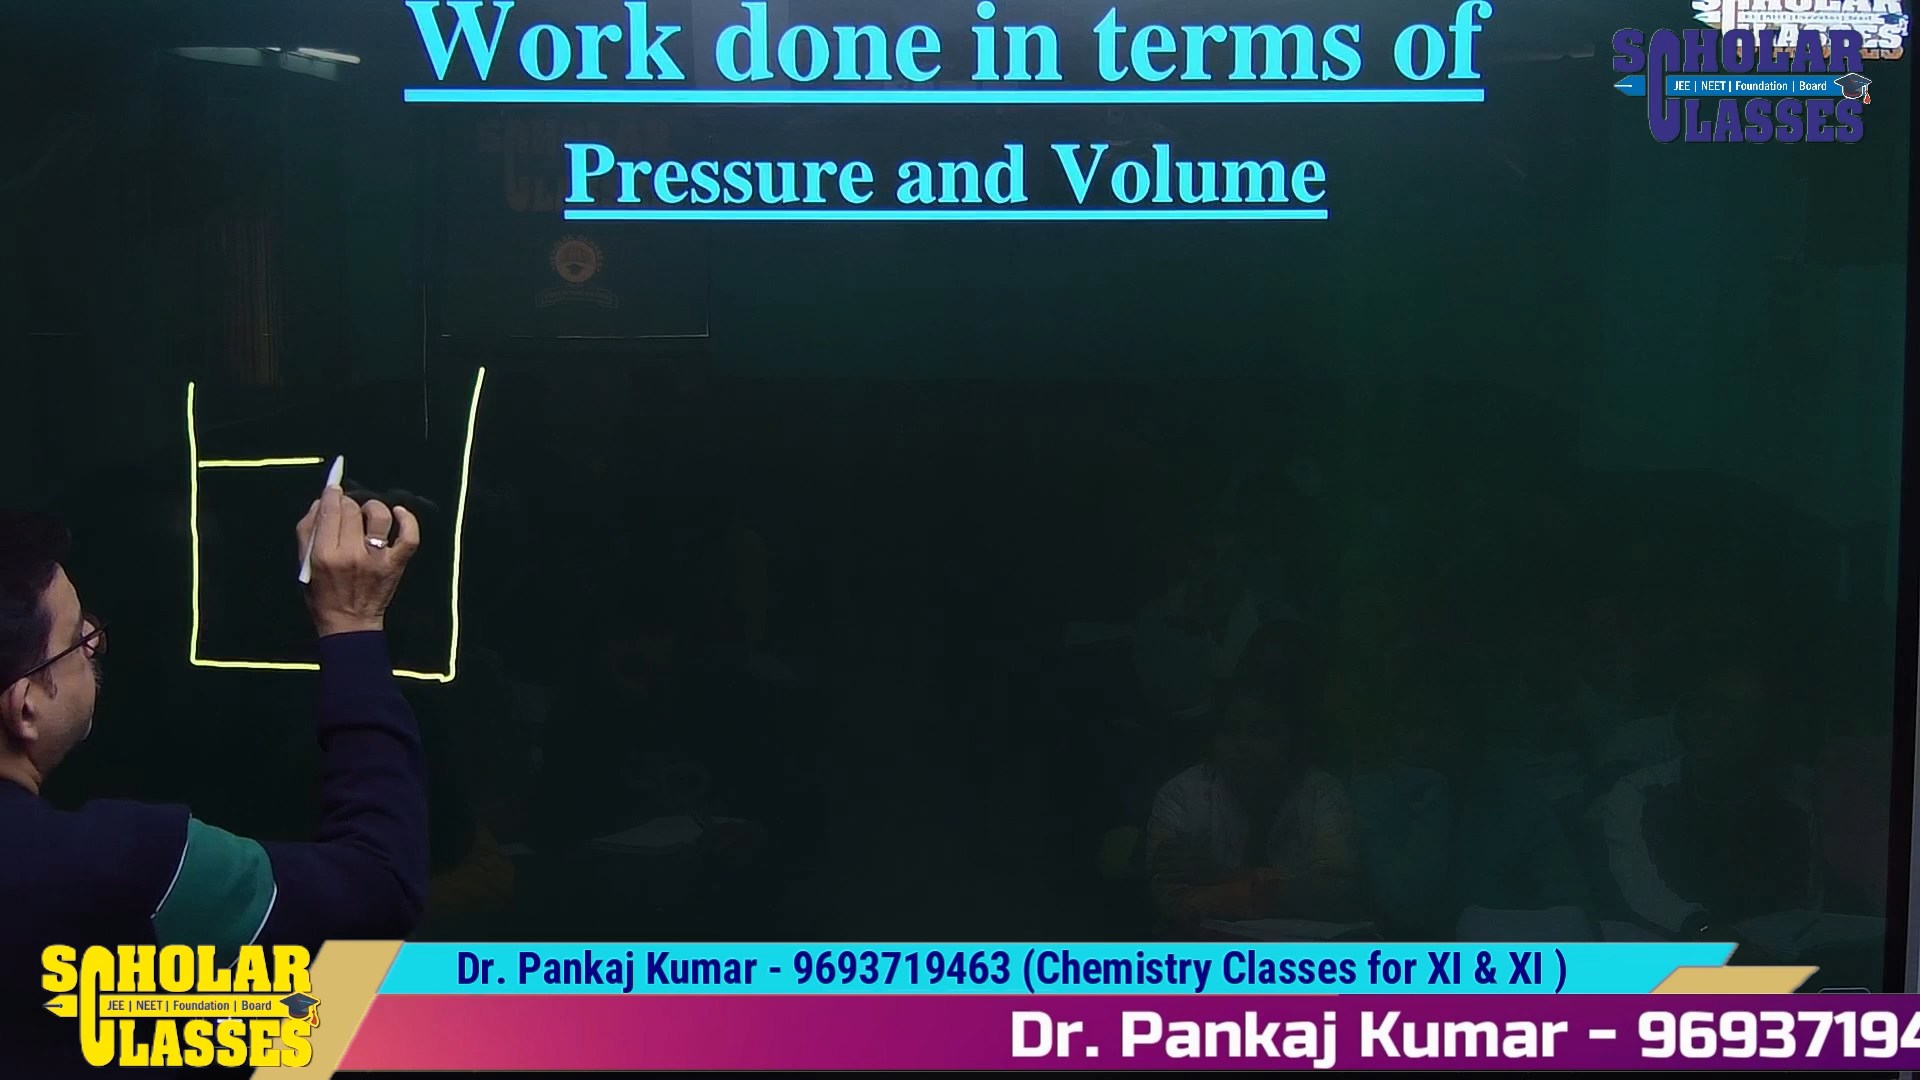 Work done in terms of
Pressure and Volume
SCHOLAR
JEE | NEET | Foundation | Board
CLASSES
SCHOLAR
JEE | NEET | Foundation | Board
CLASSES
Dr. Pankaj Kumar - 9693719463 (Chemistry Classes for XI & XI )
Dr. Pankaj Kumar - 96937194